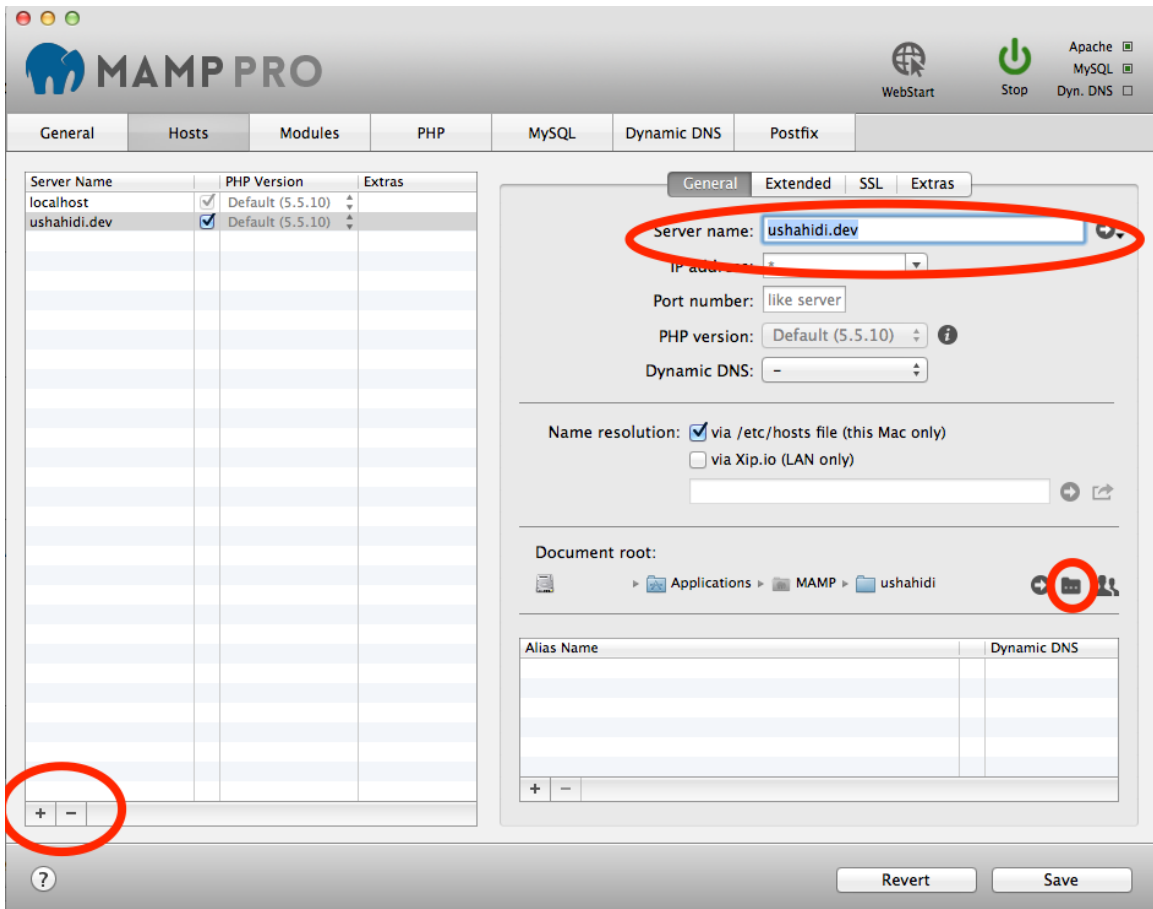 MAMP PRO
WebStart
Stop
Apache
MySQL
Dyn. DNS
General Hosts Modules PHP MySQL Dynamic DNS Postfix
Server Name PHP Version Extras
localhost Default (5.5.10)
ushahidi.dev Default (5.5.10)
+ −
General Extended SSL Extras
Server name: ushahidi.dev
IP address: *
Port number: like server
PHP version: Default (5.5.10)
Dynamic DNS: –
Name resolution: via /etc/hosts file (this Mac only)
via Xip.io (LAN only)
Document root:
Applications MAMP ushahidi
Alias Name Dynamic DNS
+ −
? Revert Save